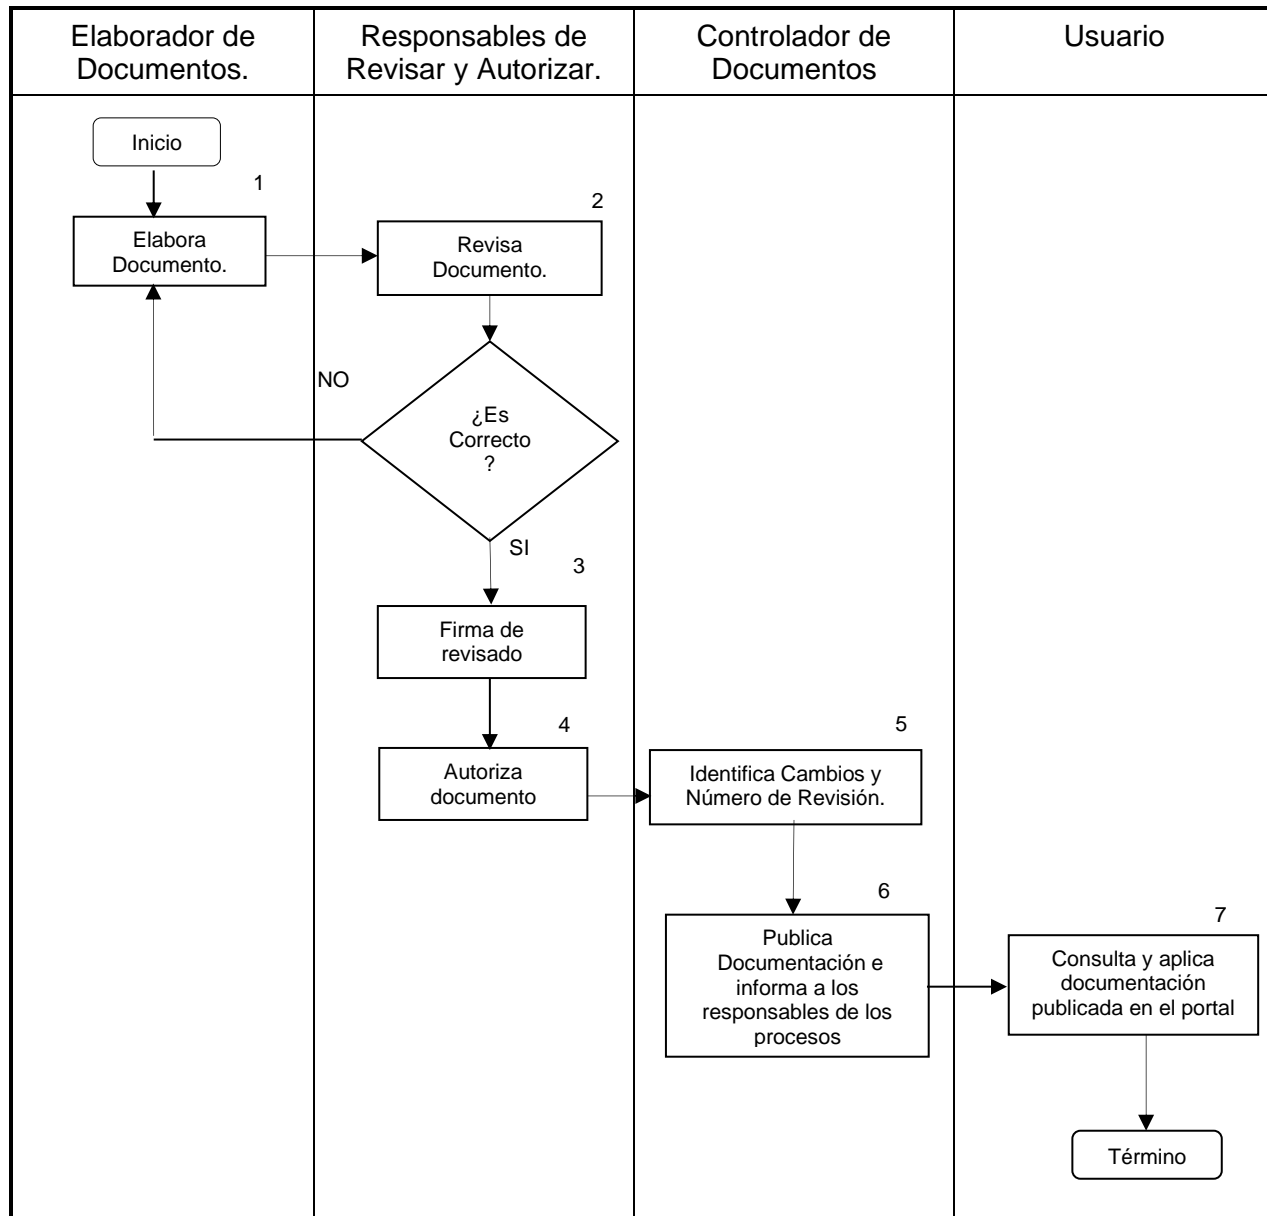 Elaborador de
Documentos.
Responsables de
Revisar y Autorizar.
Controlador de
Documentos
Usuario
Inicio
1
Elabora
Documento.
2
Revisa
Documento.
NO
¿Es
Correcto
?
SI
3
Firma de
revisado
4
Autoriza
documento
5
Identifica Cambios y
Número de Revisión.
6
Publica
Documentación e
informa a los
responsables de los
procesos
7
Consulta y aplica
documentación
publicada en el portal
Término